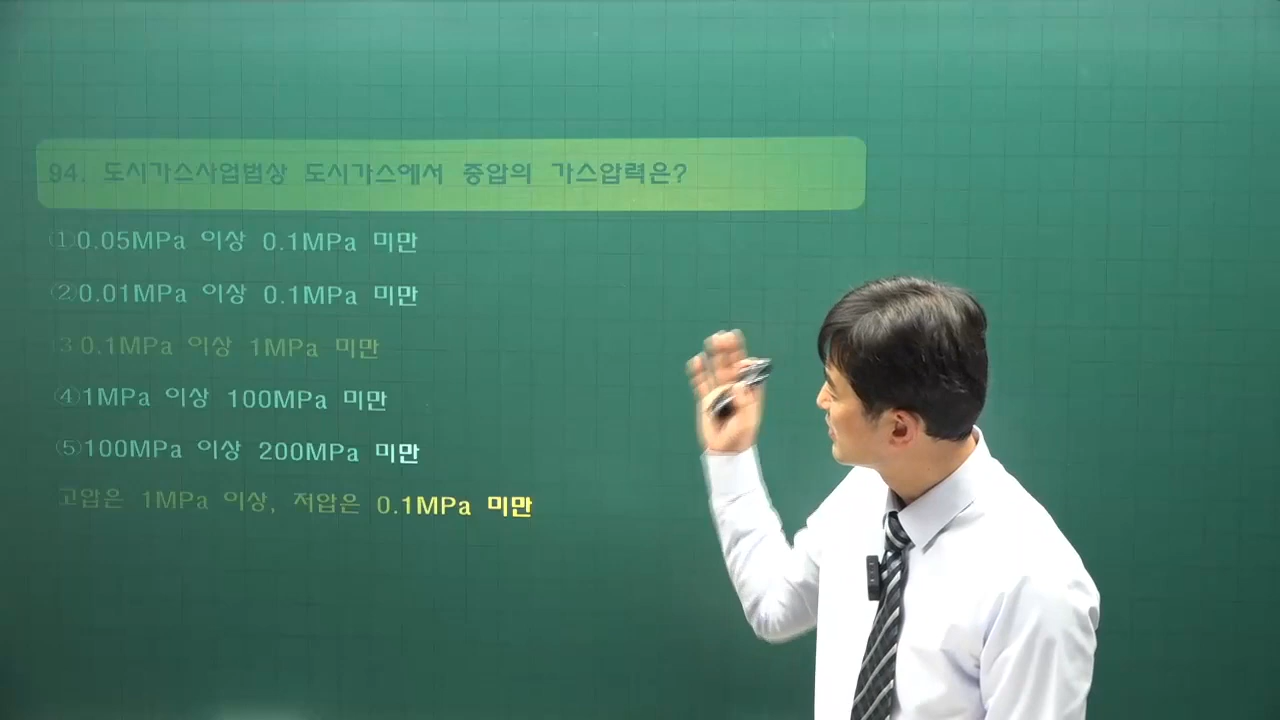 94. 도시가스사업법상 도시가스에서 중압의 가스압력은?
①0.05MPa 이상 0.1MPa 미만
②0.01MPa 이상 0.1MPa 미만
③0.1MPa 이상 1MPa 미만
④1MPa 이상 100MPa 미만
⑤100MPa 이상 200MPa 미만
고압은 1MPa 이상, 저압은 0.1MPa 미만